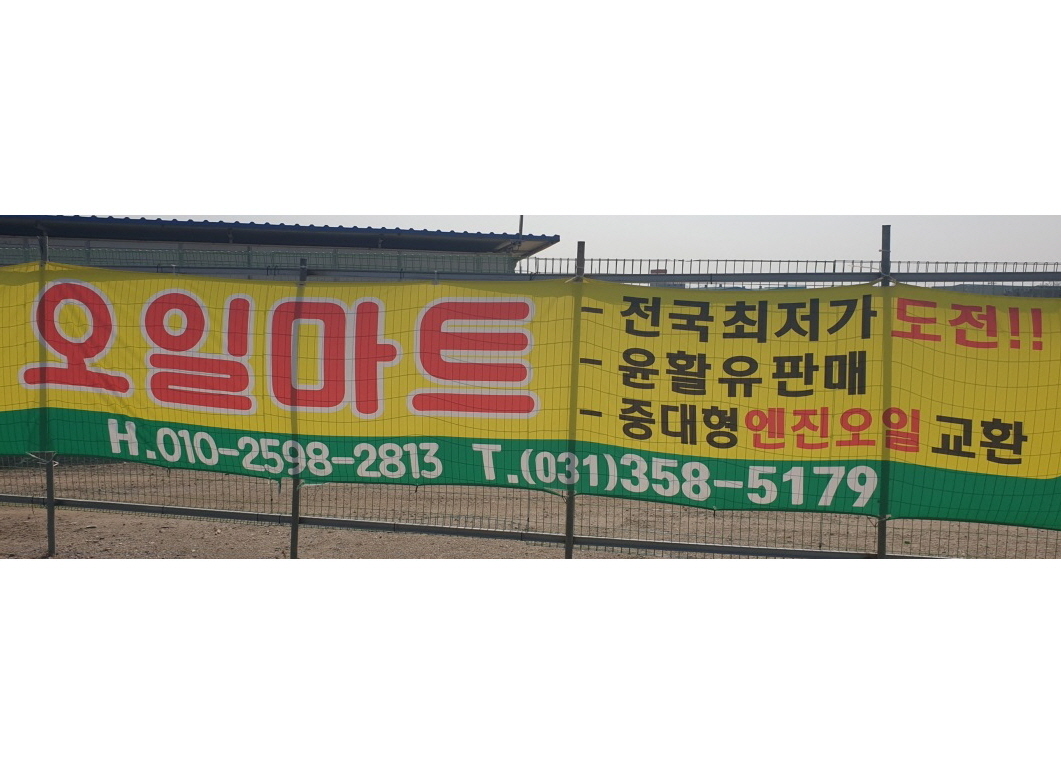 오일마트
- 전국최저가 도전!!
- 윤활유판매
- 중대형엔진오일 교환
H.010-2598-2813 T.(031)358-5179